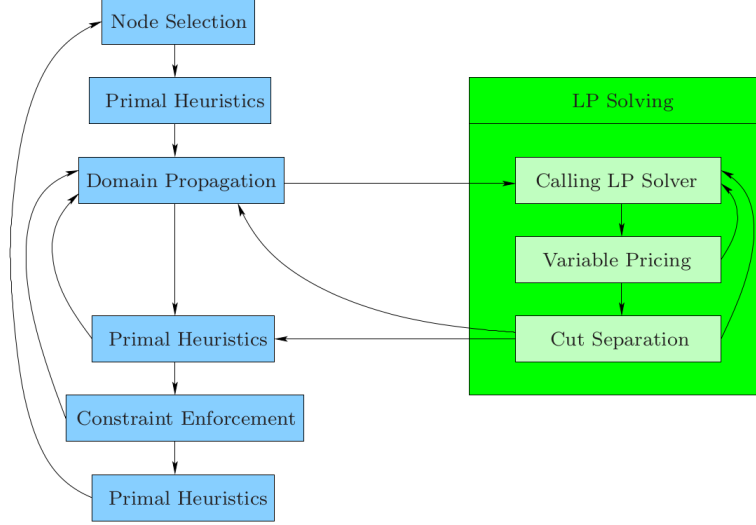 Node Selection
Primal Heuristics
LP Solving
Domain Propagation
Calling LP Solver
Variable Pricing
Primal Heuristics
Cut Separation
Constraint Enforcement
Primal Heuristics